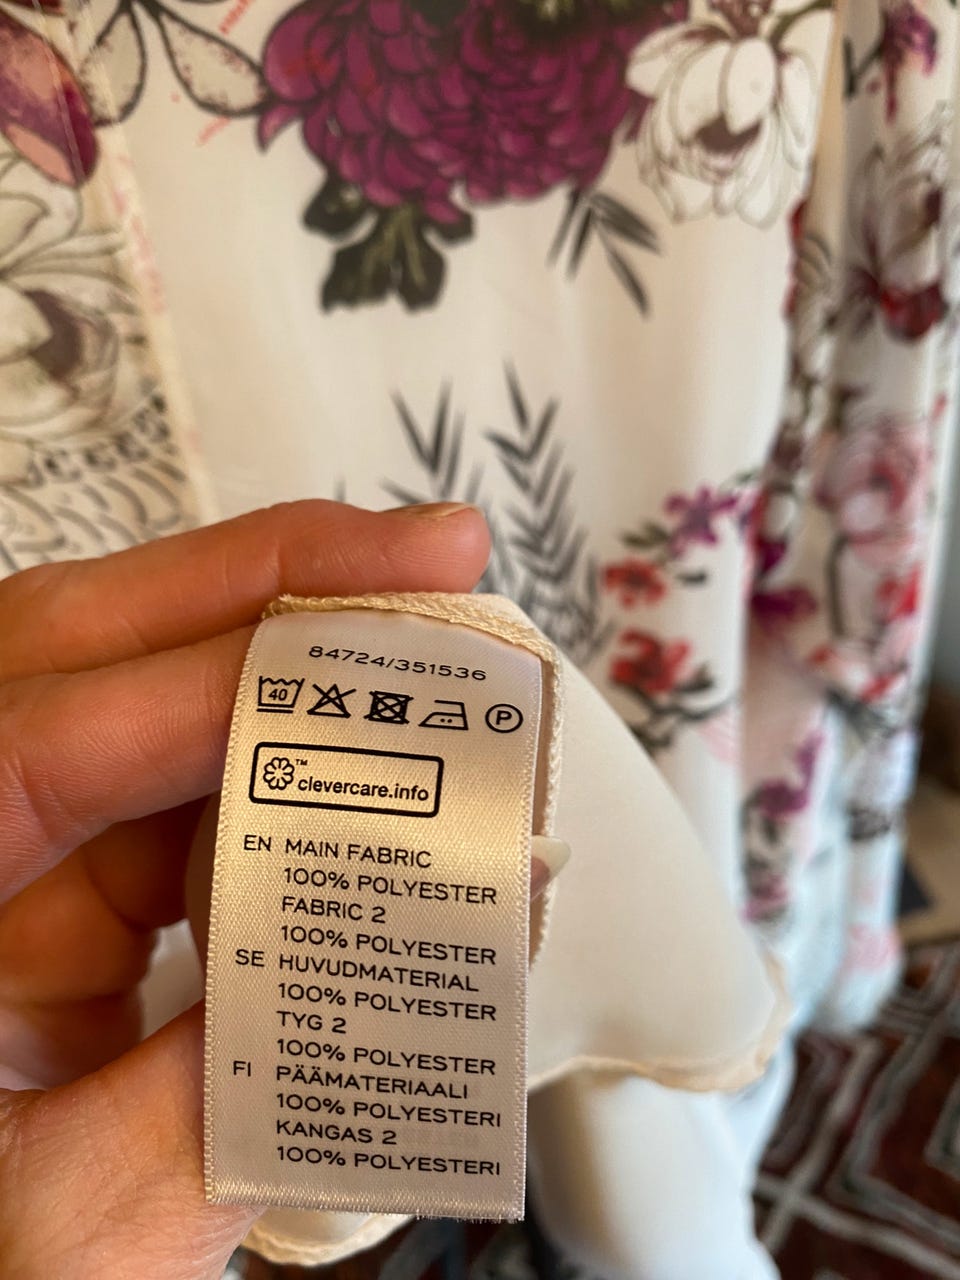 84724/351536
40 P
™ clevercare.info
EN MAIN FABRIC
100% POLYESTER
FABRIC 2
100% POLYESTER
SE HUVUDMATERIAL
100% POLYESTER
TYG 2
100% POLYESTER
FI PÄÄMATERIAALI
100% POLYESTERI
KANGAS 2
100% POLYESTERI